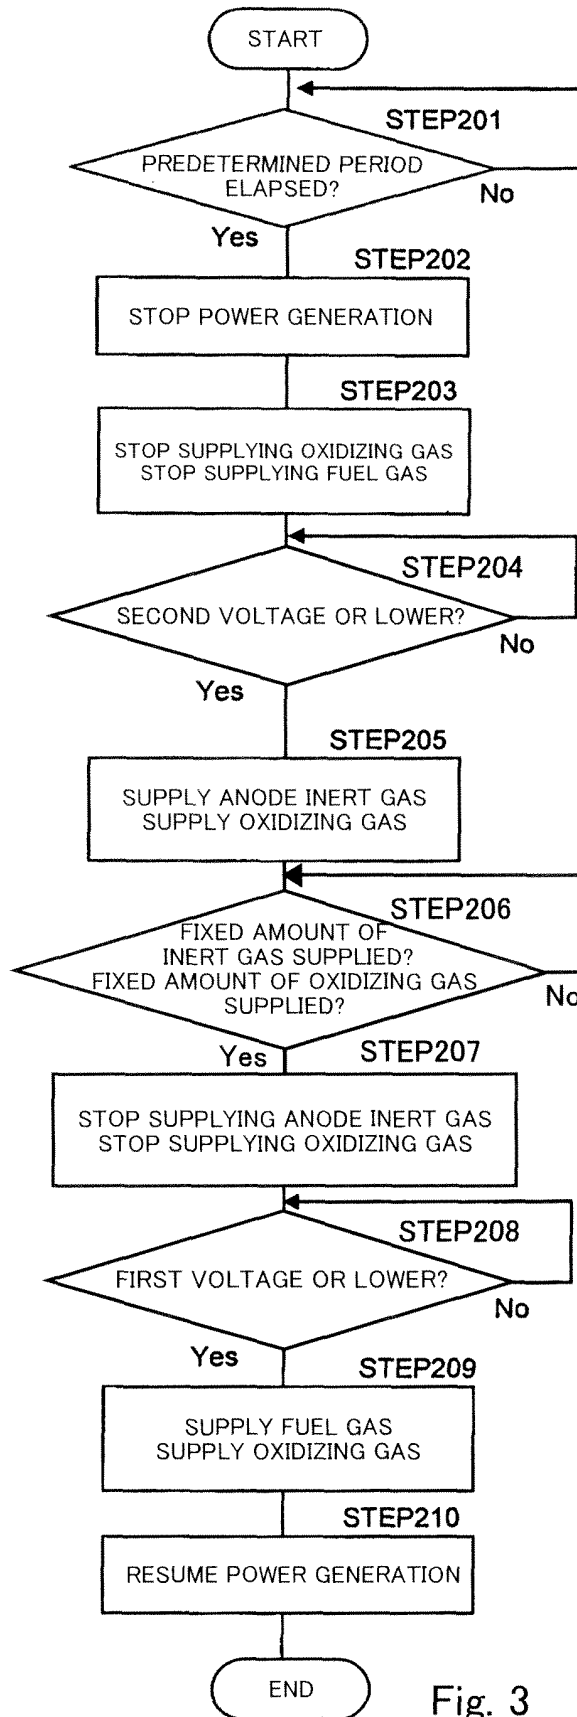 START
STEP201
PREDETERMINED PERIOD
ELAPSED?
No
Yes
STEP202
STOP POWER GENERATION
STEP203
STOP SUPPLYING OXIDIZING GAS
STOP SUPPLYING FUEL GAS
STEP204
SECOND VOLTAGE OR LOWER?
No
Yes
STEP205
SUPPLY ANODE INERT GAS
SUPPLY OXIDIZING GAS
STEP206
FIXED AMOUNT OF
INERT GAS SUPPLIED?
FIXED AMOUNT OF OXIDIZING GAS
SUPPLIED?
No
Yes
STEP207
STOP SUPPLYING ANODE INERT GAS
STOP SUPPLYING OXIDIZING GAS
STEP208
FIRST VOLTAGE OR LOWER?
No
Yes
STEP209
SUPPLY FUEL GAS
SUPPLY OXIDIZING GAS
STEP210
RESUME POWER GENERATION
END
Fig. 3